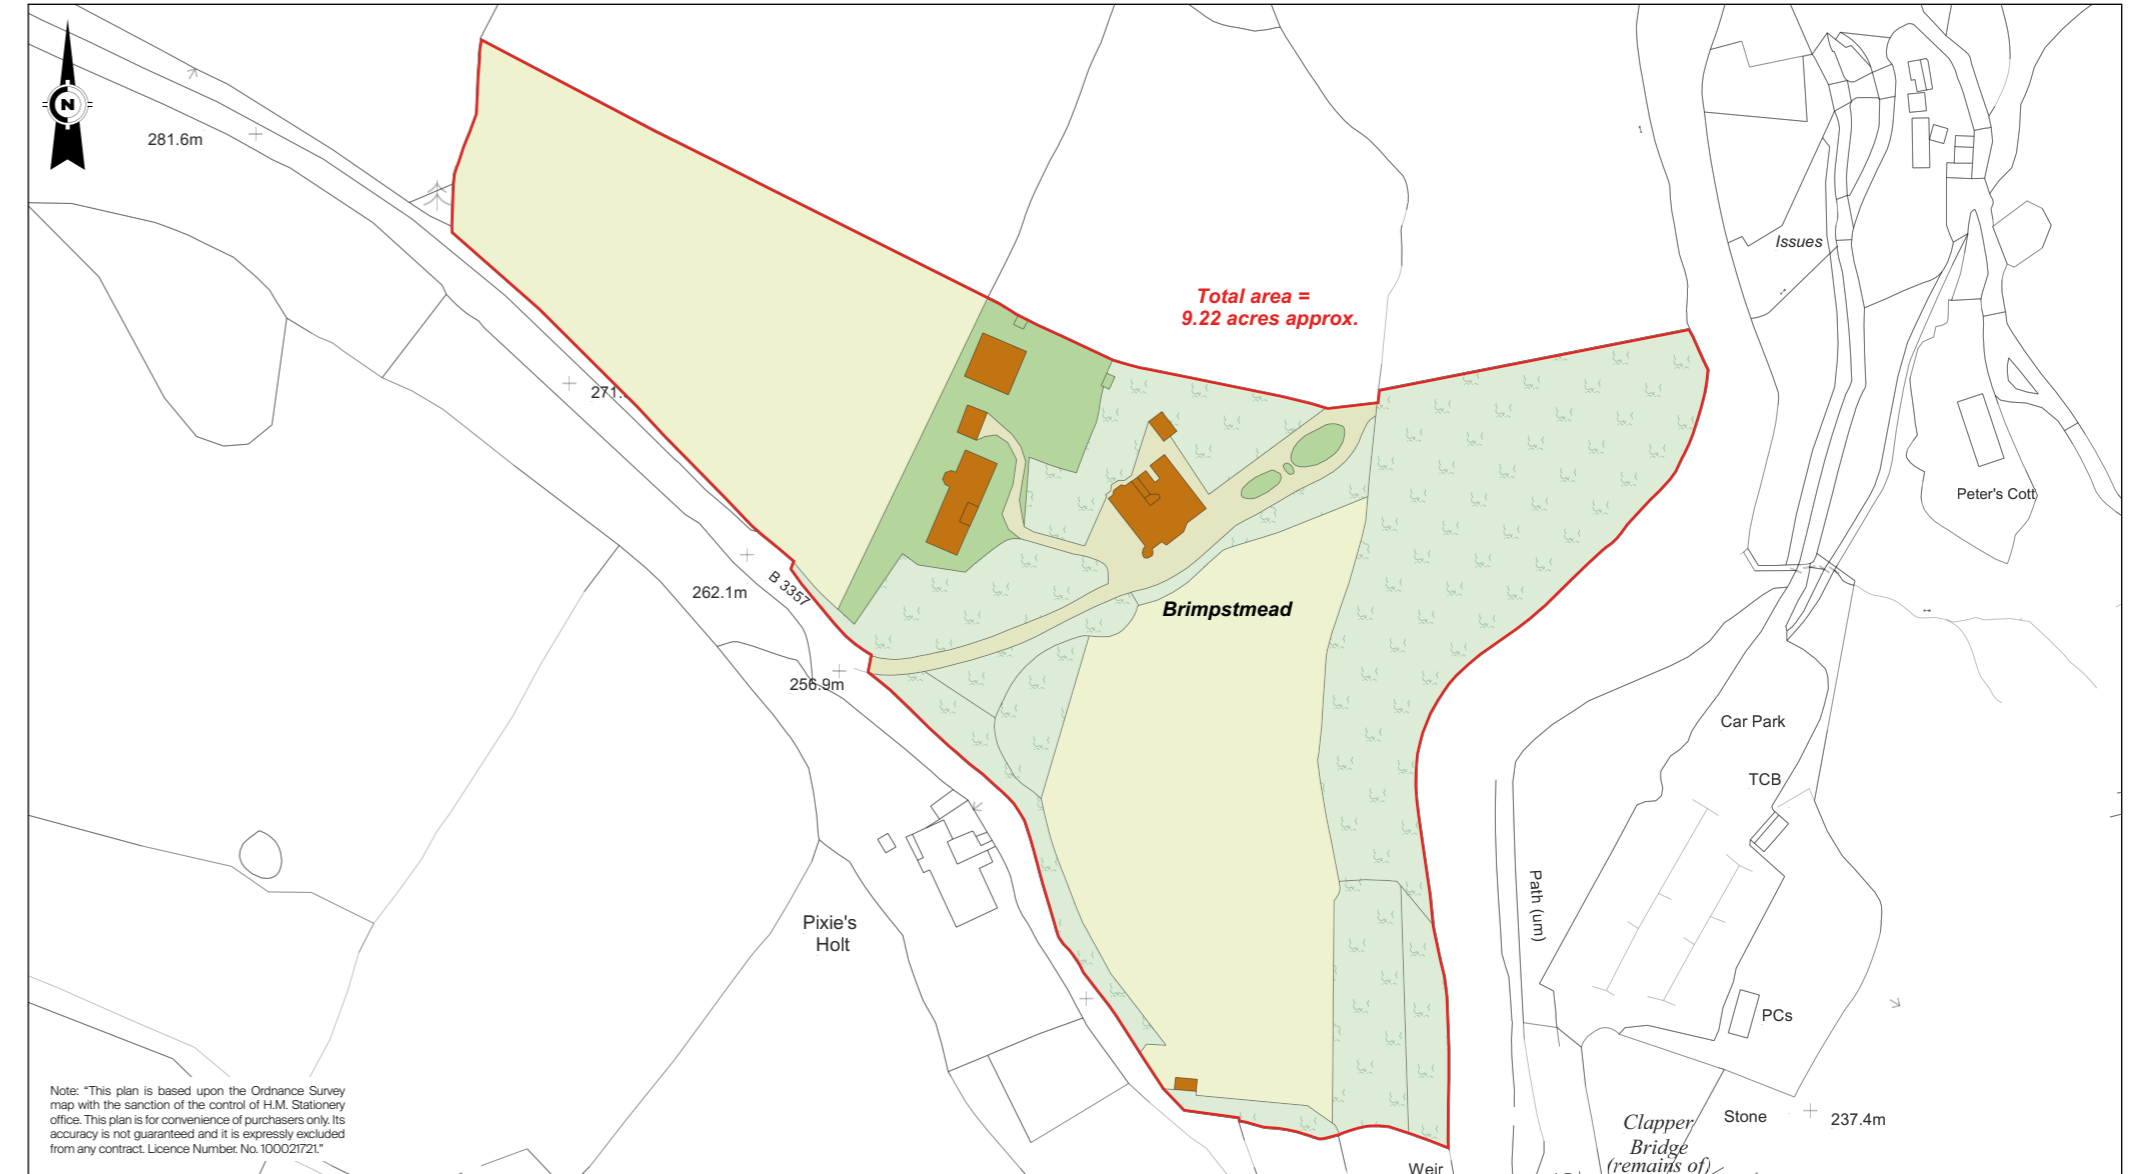 N
281.6m
Issues
Total area =
9.22 acres approx.
271.
Peter's Cott
262.1m
B 3357
Brimpstmead
256.9m
Car Park
TCB
Path (um)
Pixie's
Holt
PCs
Note: “This plan is based upon the Ordnance Survey
map with the sanction of the control of H.M. Stationery
office. This plan is for convenience of purchasers only. Its
accuracy is not guaranteed and it is expressly excluded
from any contract. Licence Number. No. 100021721.”
Stone
237.4m
Clapper
Bridge
(remains of)
Weir